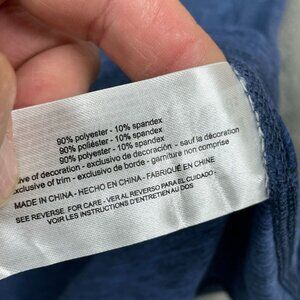 90% polyester - 10% spandex
90% poliéster - 10% spandex
90% polyester - 10% spandex
of decoration - exclusivo de decoración - sauf la décoration
exclusive of trim - exclusivo de borde - garniture non comprise
MADE IN CHINA - HECHO EN CHINA - FABRIQUÉ EN CHINE
SEE REVERSE FOR CARE - VER AL REVERSO PARA EL CUIDADO -
VOIR LES INSTRUCTIONS D'ENTRETIEN AU DOS